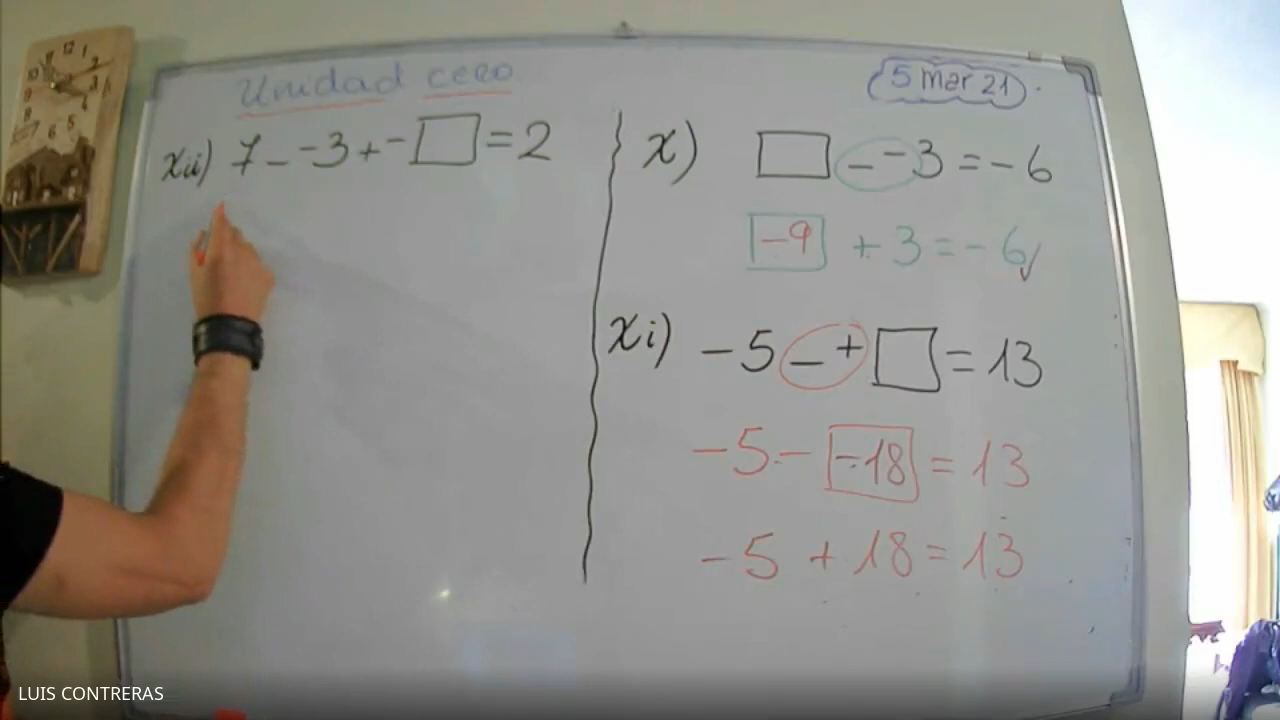 Unidad cero
5 mar 21
xii) 7 - -3 + -□ = 2
x) □ - -3 = -6
-9 + 3 = -6 ✓
xi) -5 - +□ = 13
-5 - -18 = 13
-5 + 18 = 13
LUIS CONTRERAS